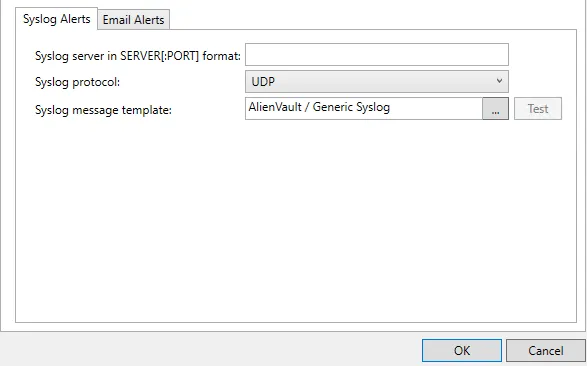 Syslog Alerts Email Alerts
Syslog server in SERVER[:PORT] format:
Syslog protocol: UDP
Syslog message template: AlienVault / Generic Syslog ... Test
OK Cancel